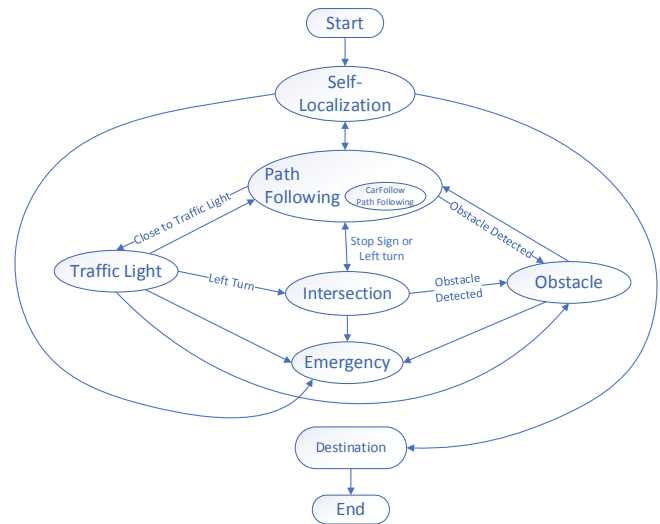 Start
Self-
Localization
Path
Following
CarFollow
Path Following
Close to Traffic Light
Obstacle Detected
Stop Sign or
Left turn
Traffic Light
Left Turn
Intersection
Obstacle
Detected
Obstacle
Emergency
Destination
End